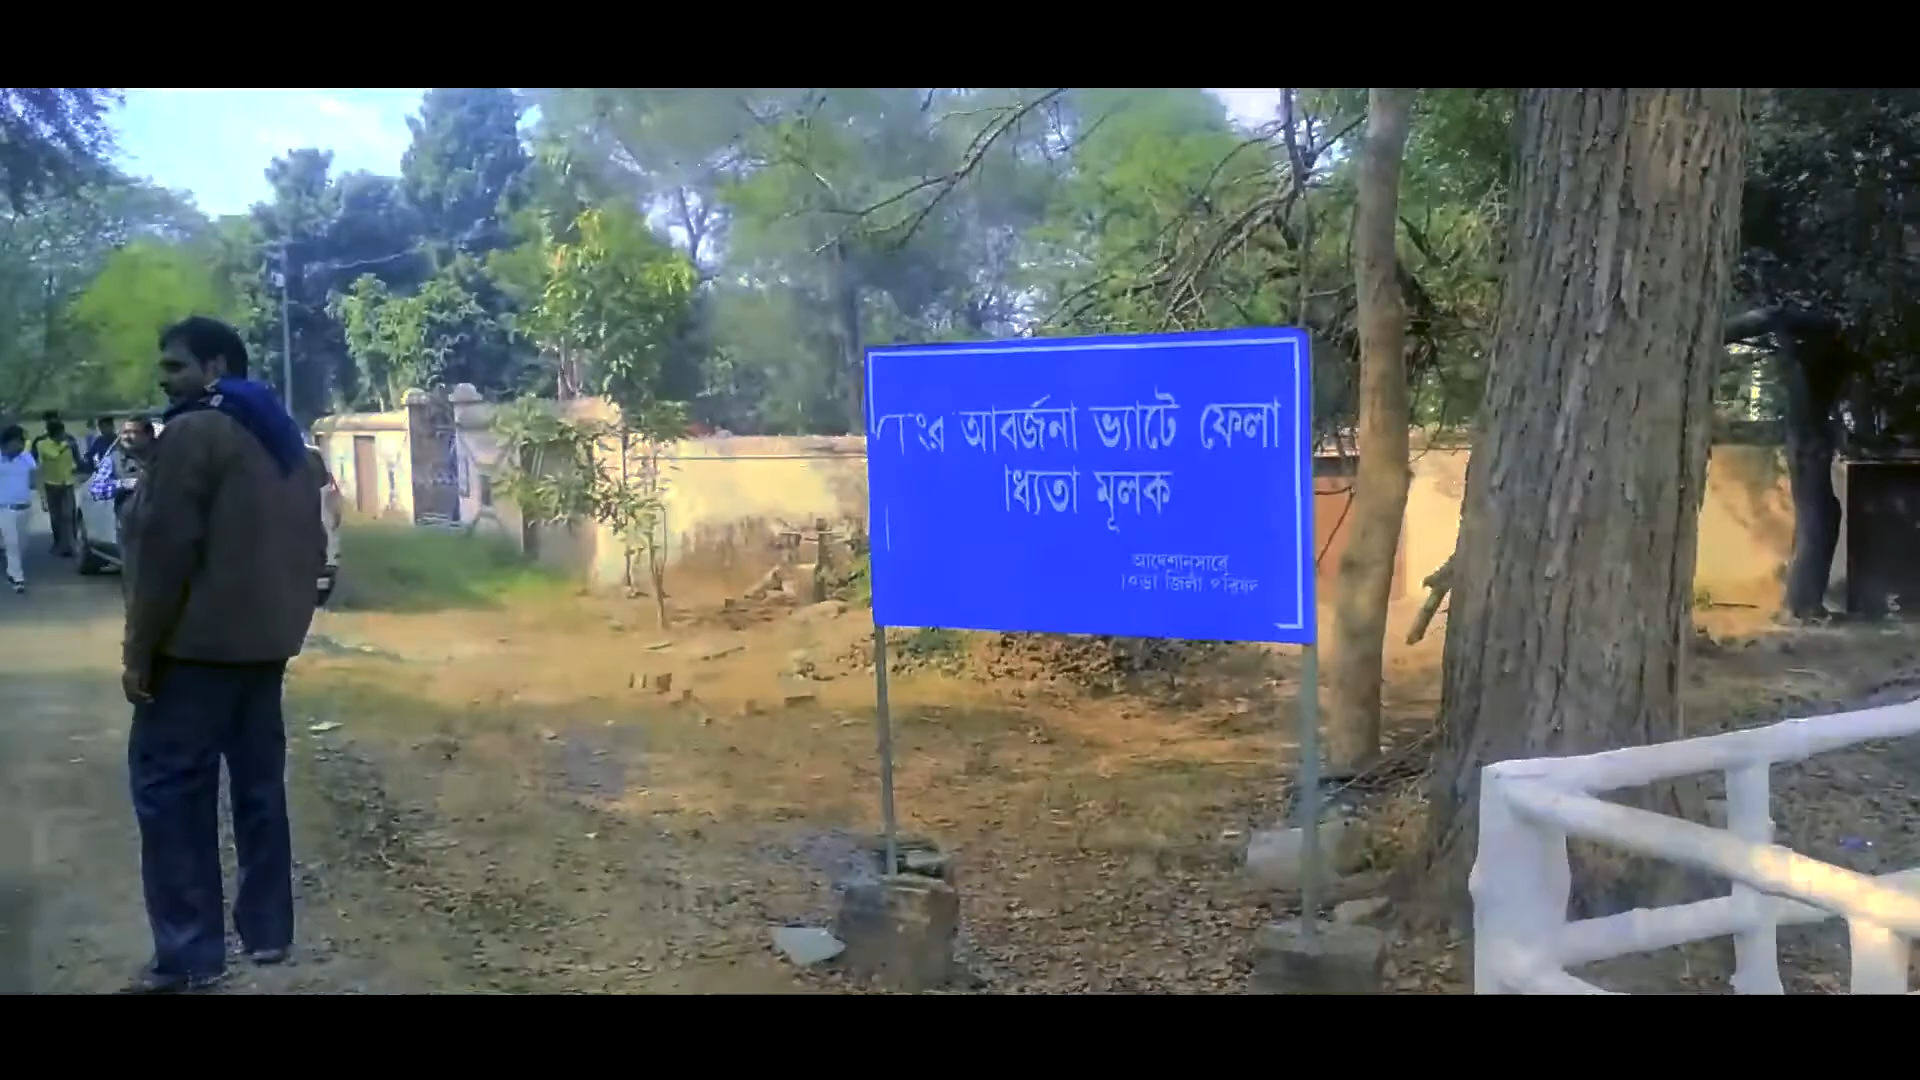 আবর্জনা ভ্যাটে ফেলা
মূলক
আদেশানুসারে
জিলা পরিষদ